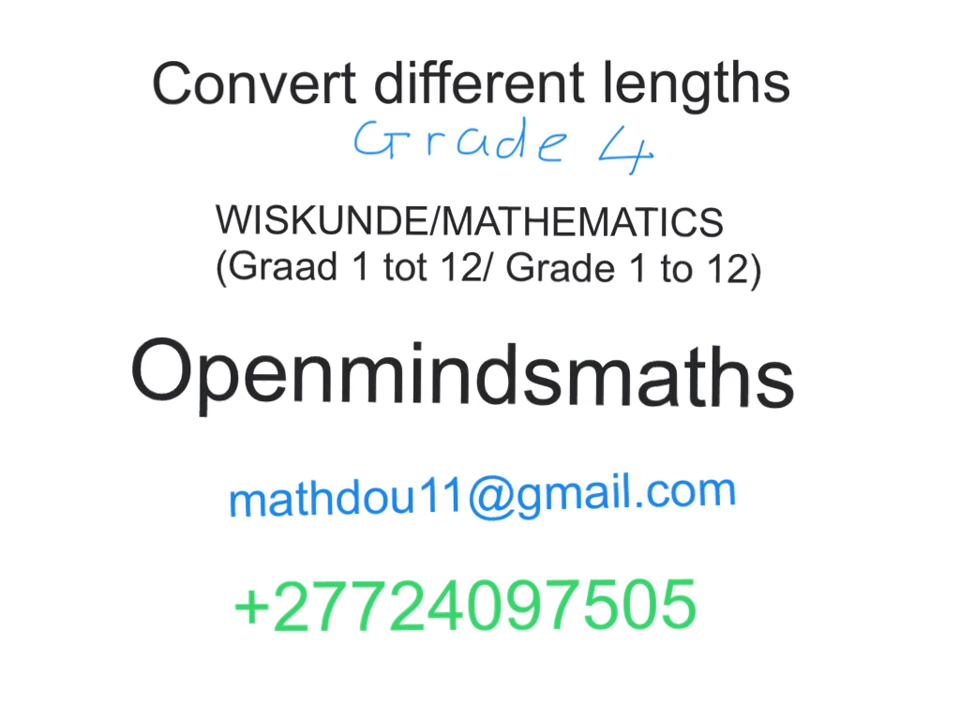 Convert different lengths
Grade 4
WISKUNDE/MATHEMATICS
(Graad 1 tot 12/ Grade 1 to 12)
Openmindsmaths
mathdou11@gmail.com
+27724097505